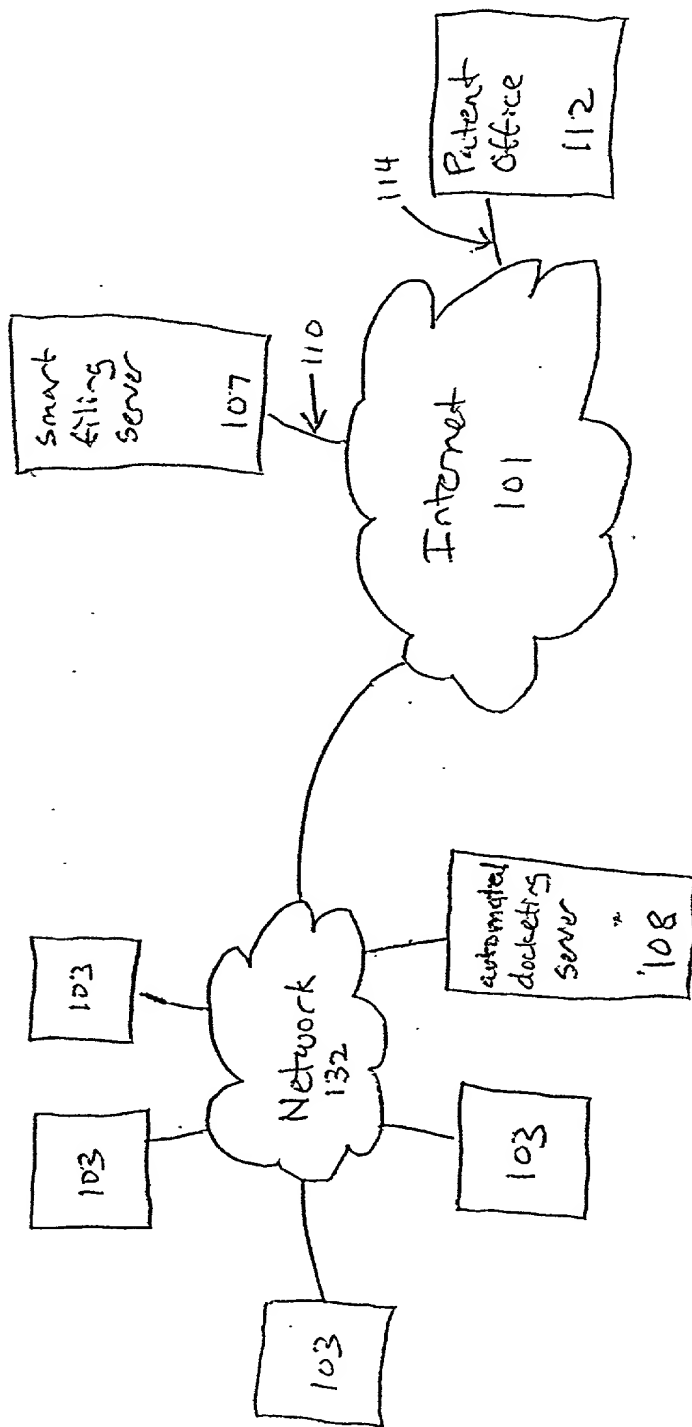 Smart
filing
server
107
110
Patent
Office
112
114
Internet
101
103
103
103
103
Network
132
automated
docketing
server
108